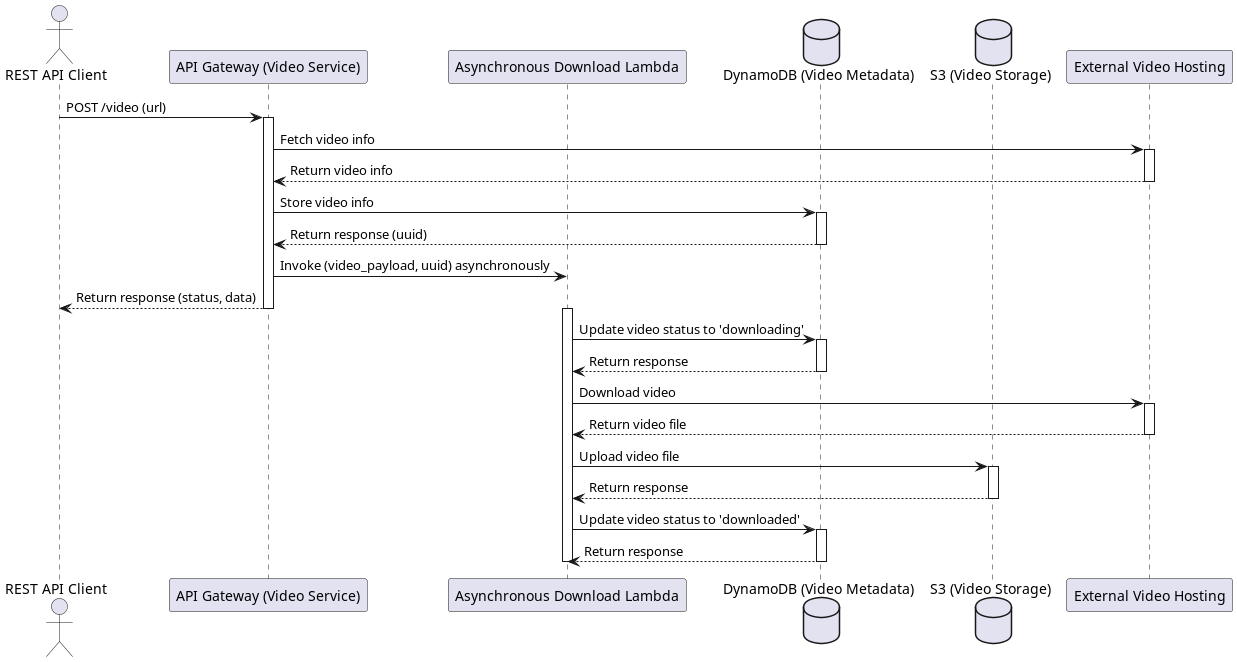 REST API Client
API Gateway (Video Service)
Asynchronous Download Lambda
DynamoDB (Video Metadata)
S3 (Video Storage)
External Video Hosting
POST /video (url)
Fetch video info
Return video info
Store video info
Return response (uuid)
Invoke (video_payload, uuid) asynchronously
Return response (status, data)
Update video status to 'downloading'
Return response
Download video
Return video file
Upload video file
Return response
Update video status to 'downloaded'
Return response
REST API Client
API Gateway (Video Service)
Asynchronous Download Lambda
DynamoDB (Video Metadata)
S3 (Video Storage)
External Video Hosting